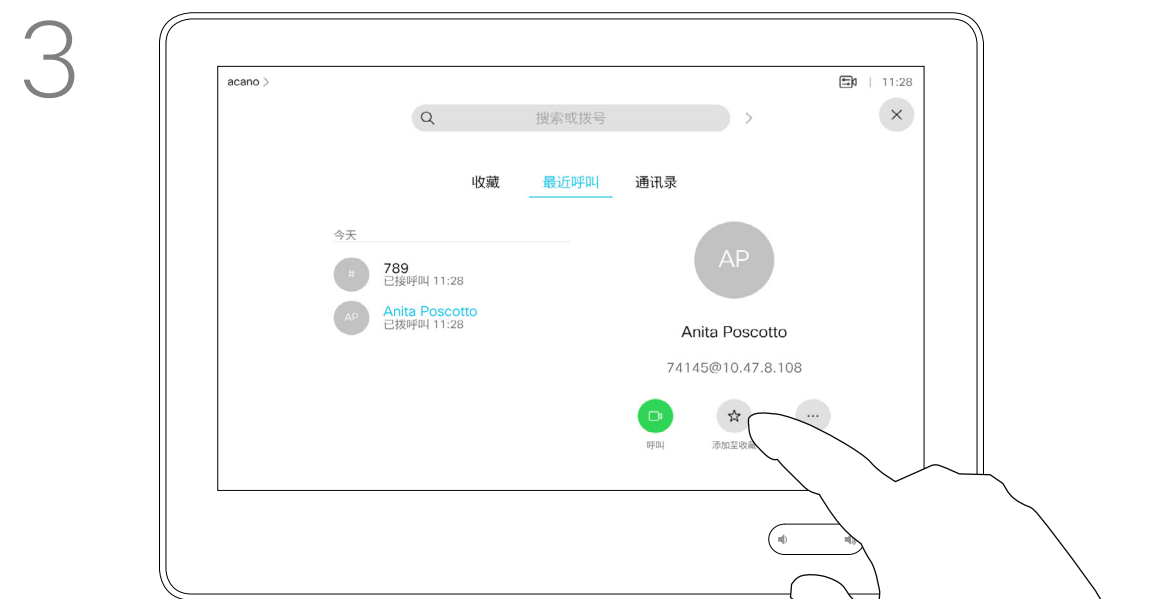 3
acano >
11:28
搜索或拨号
收藏
最近呼叫
通讯录
今天
#
789
已接呼叫 11:28
AP
Anita Poscotto
已拨呼叫 11:28
AP
Anita Poscotto
74145@10.47.8.108
呼叫
添加至收藏